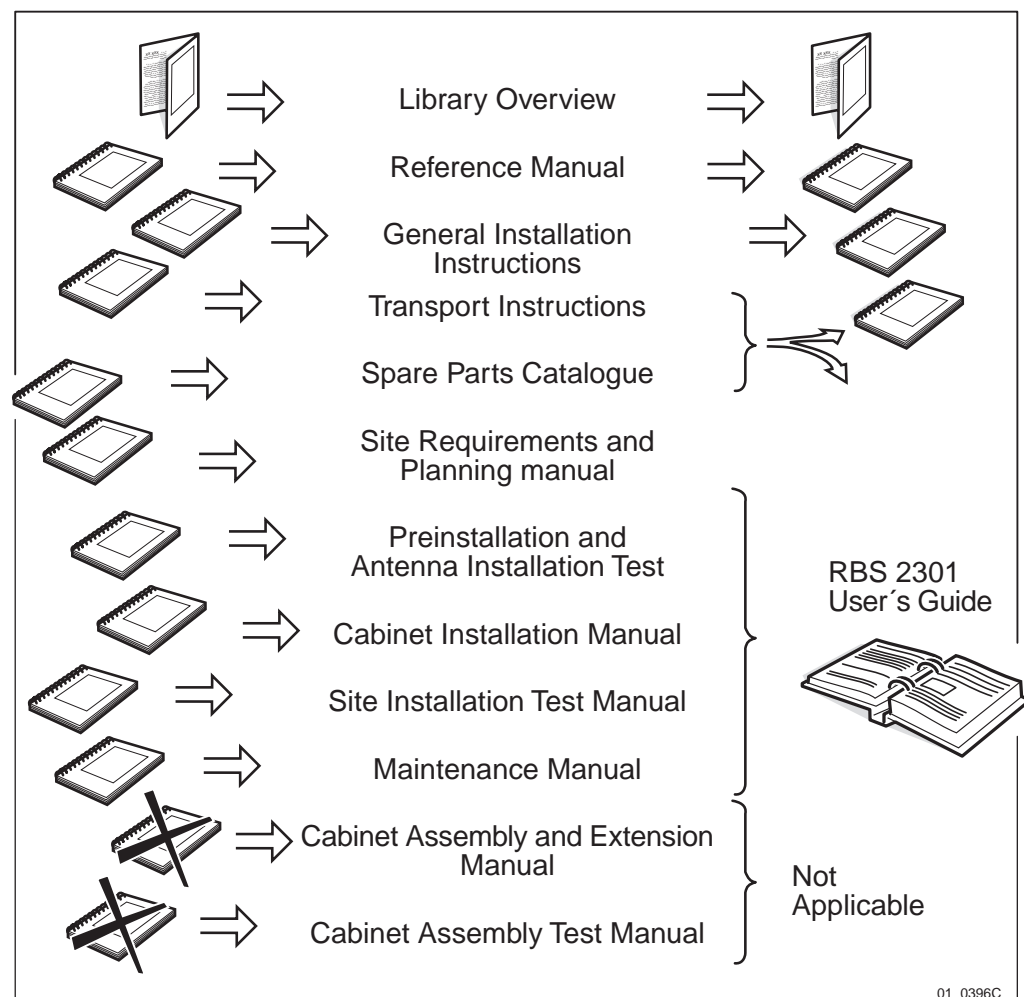 Library Overview
Reference Manual
General Installation
Instructions
Transport Instructions
Spare Parts Catalogue
Site Requirements and
Planning manual
Preinstallation and
Antenna Installation Test
Cabinet Installation Manual
Site Installation Test Manual
Maintenance Manual
RBS 2301
User´s Guide
Cabinet Assembly and Extension
Manual
Cabinet Assembly Test Manual
Not
Applicable
01_0396C